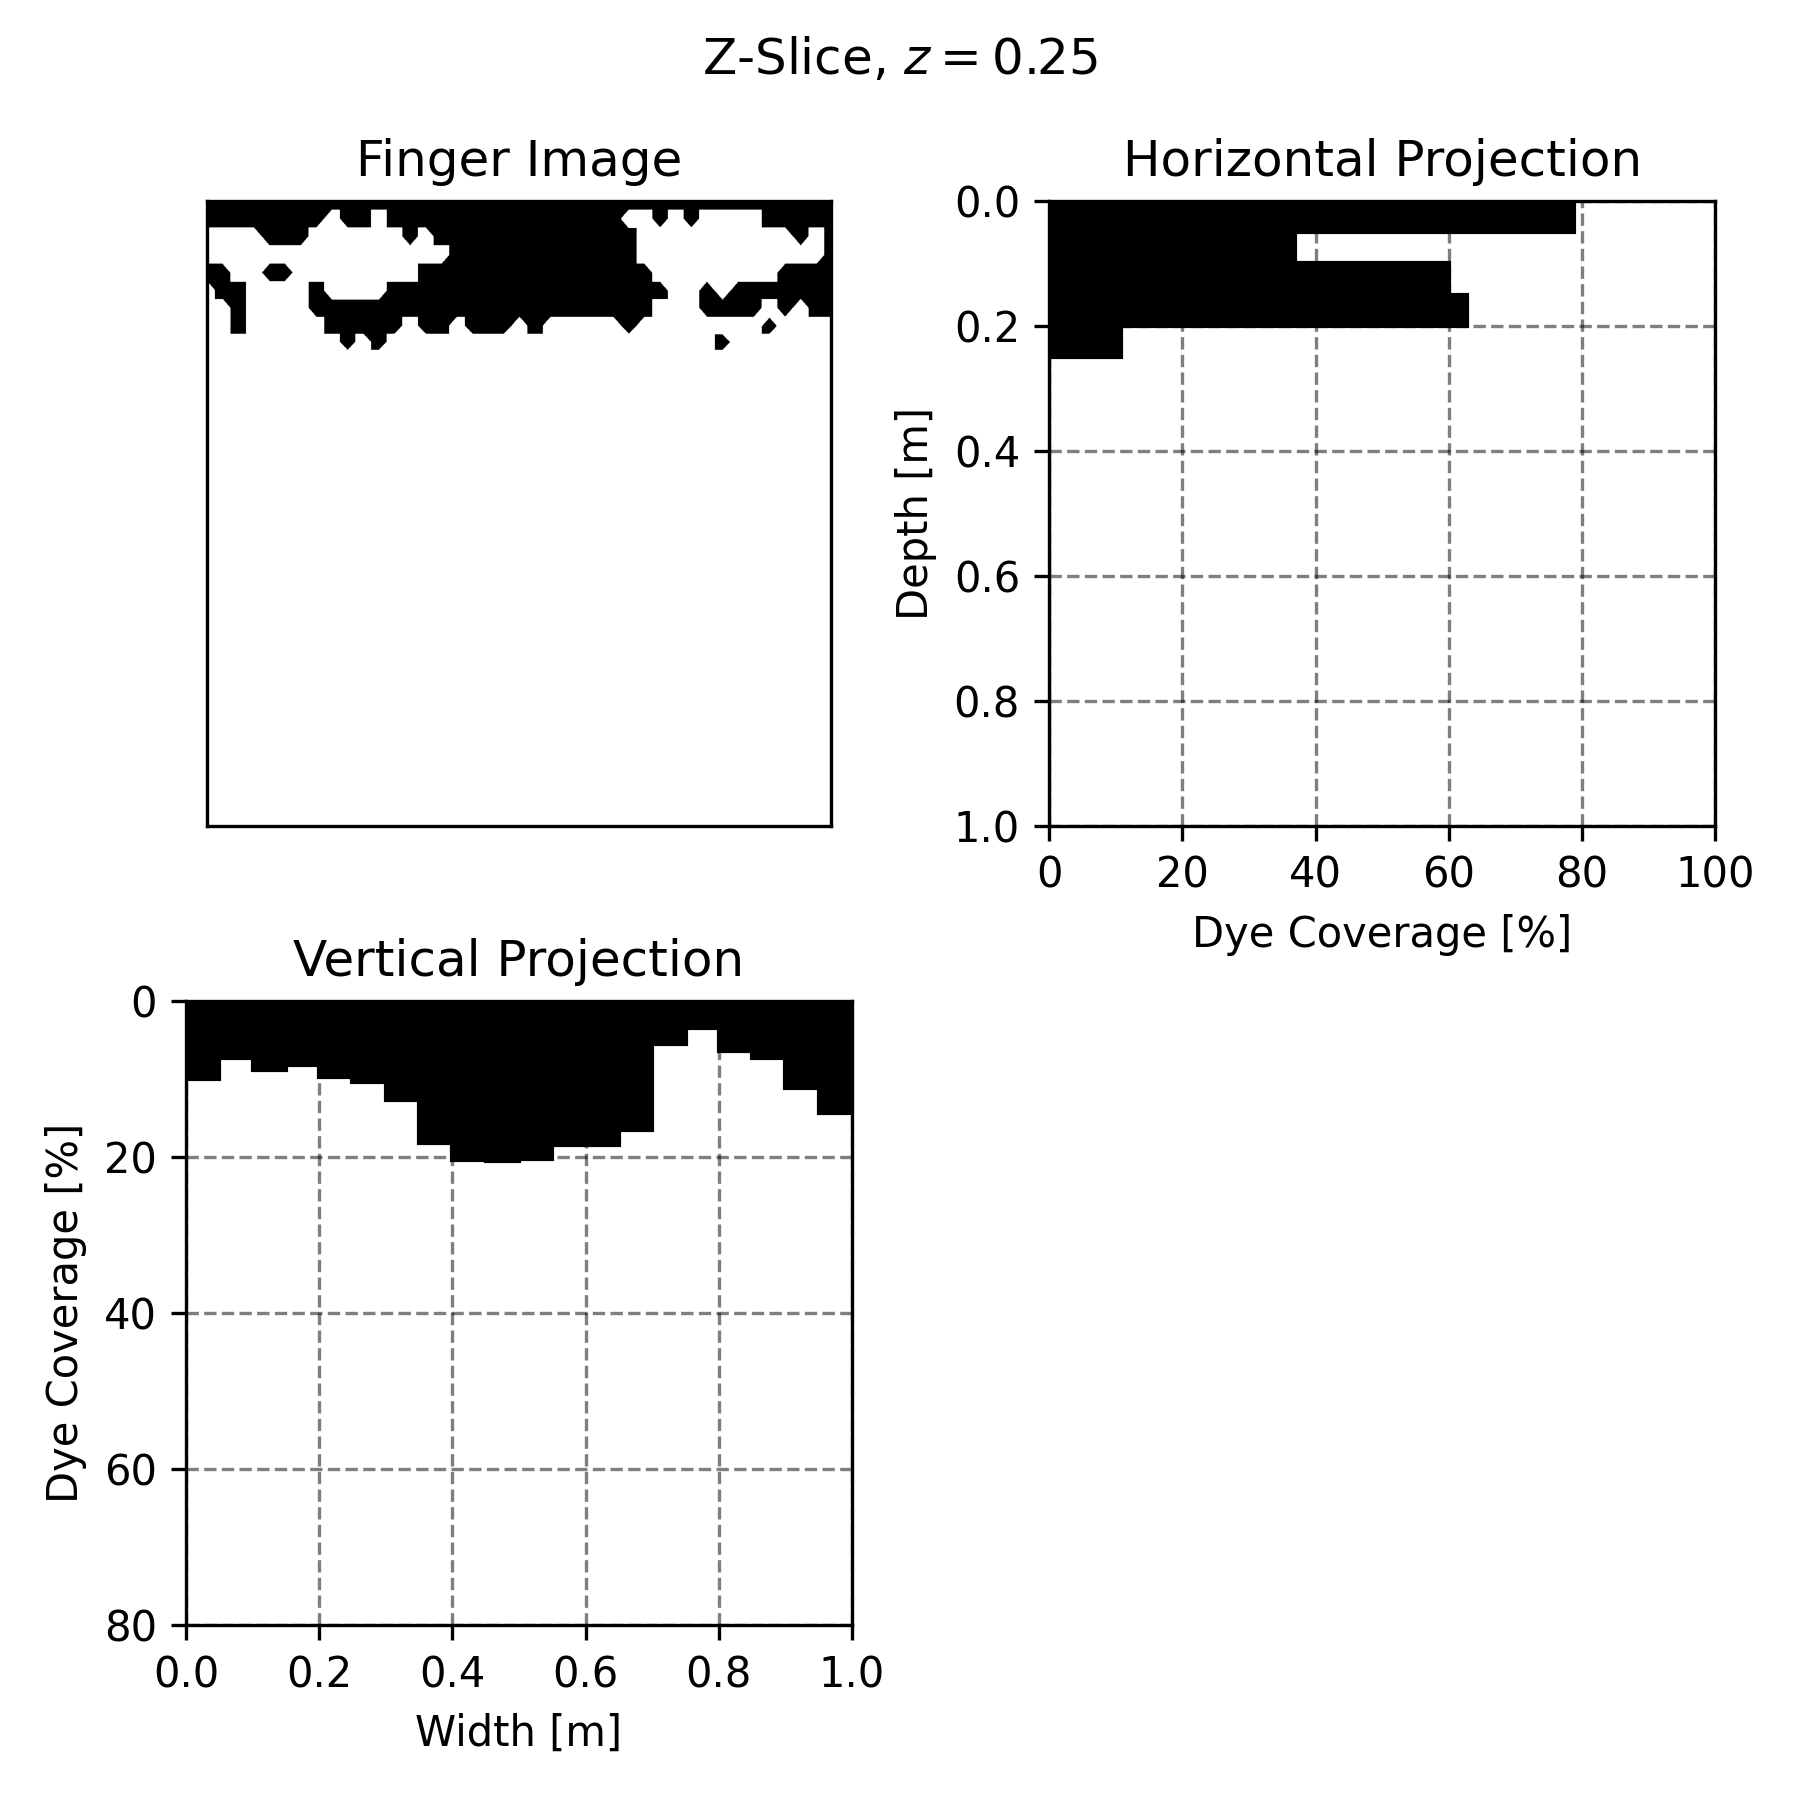 Z-Slice, z = 0.25
Finger Image
Horizontal Projection
0.0
0.2
0.4
0.6
0.8
1.0
Depth [m]
0 20 40 60 80 100
Dye Coverage [%]
Vertical Projection
0
20
40
60
80
Dye Coverage [%]
0.0 0.2 0.4 0.6 0.8 1.0
Width [m]